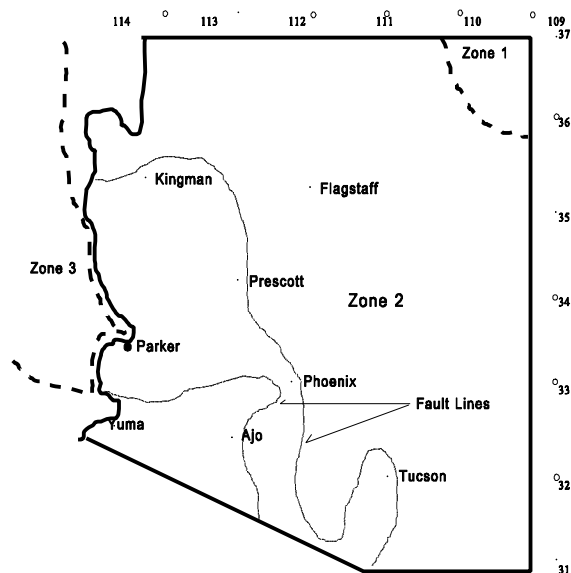 114 113 112 111 110 109
37
Zone 1
36
Kingman
Flagstaff
35
Zone 3
Prescott
Zone 2
34
Parker
Phoenix
33
Fault Lines
Yuma
Ajo
Tucson
32
31